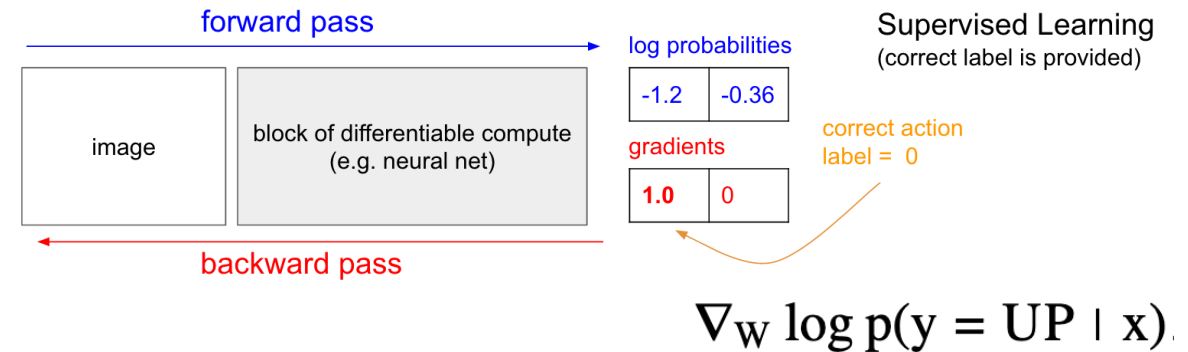 forward pass
Supervised Learning
(correct label is provided)
log probabilities
-1.2 -0.36
image
block of differentiable compute
(e.g. neural net)
correct action
label = 0
gradients
1.0 0
backward pass
∇W log p(y = UP | x).